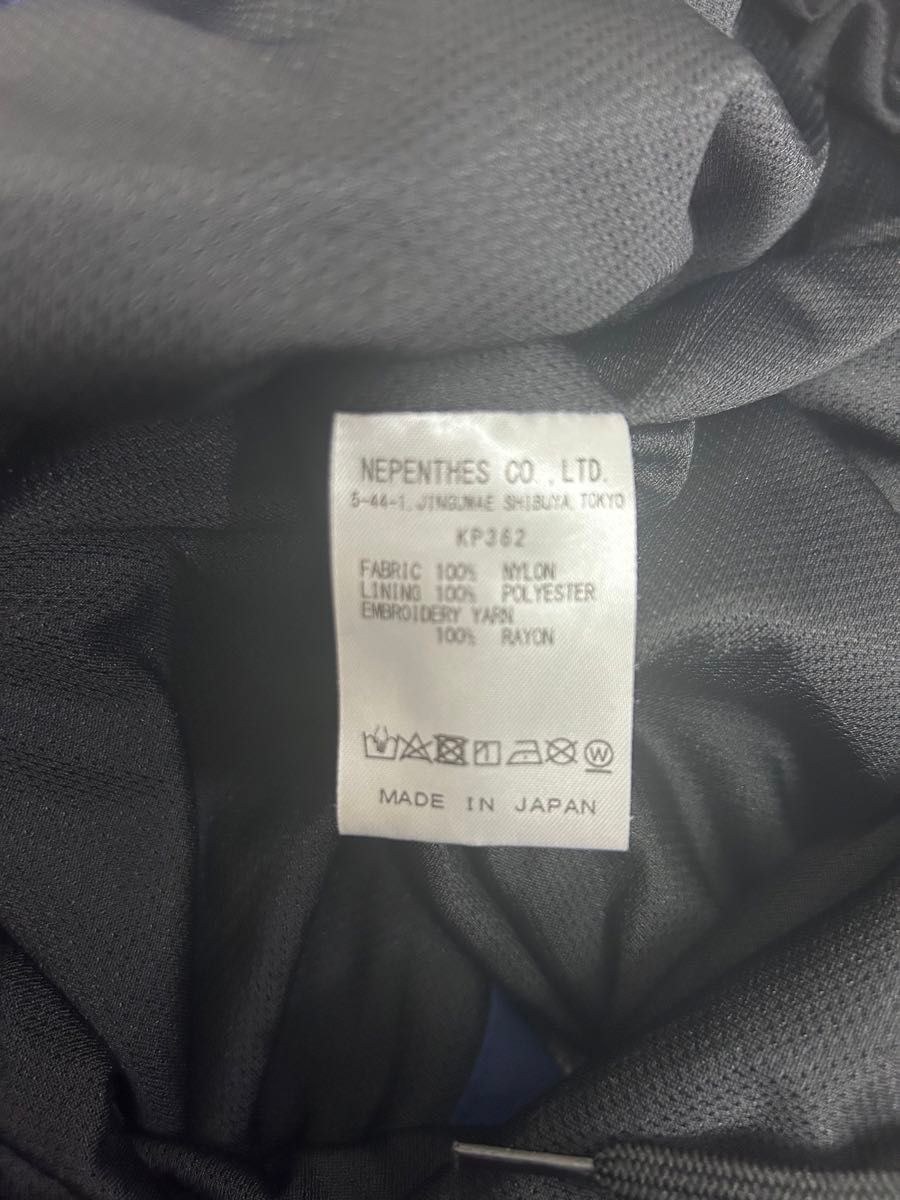 NEPENTHES CO.,LTD.
5-44-1, JINGUMAE SHIBUYA, TOKYO
KP362
FABRIC 100% NYLON
LINING 100% POLYESTER
EMBROIDERY YARN
100% RAYON
W
MADE IN JAPAN